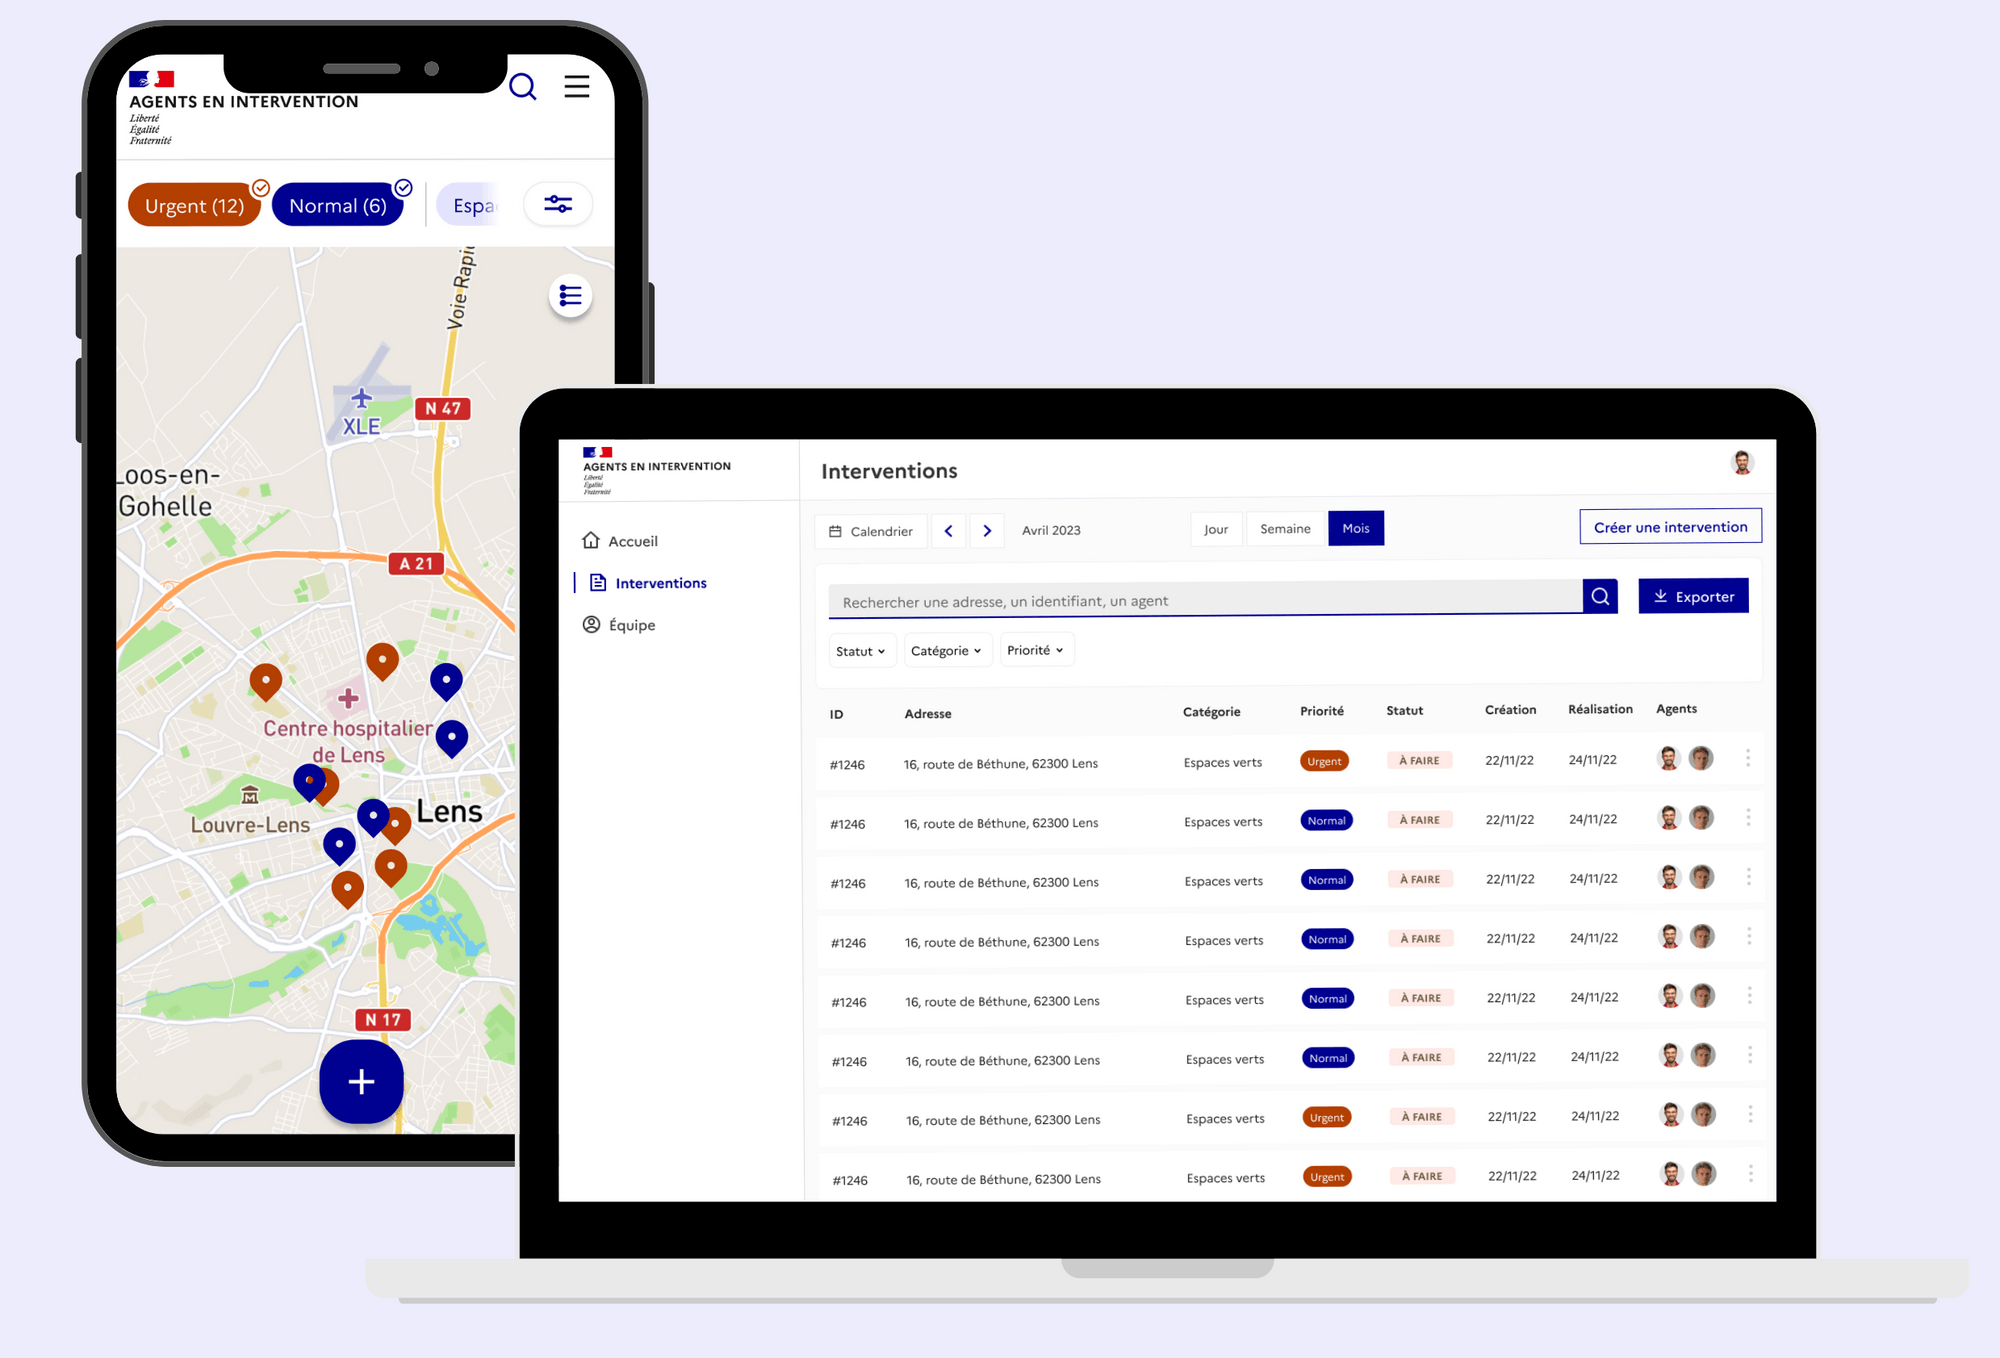 AGENTS EN INTERVENTION
Liberté
Égalité
Fraternité
Urgent (12)
Normal (6)
Espa
Voie Rapi
N 47
XLE
Loos-en-
Gohelle
A 21
Centre hospitalier
de Lens
Louvre-Lens
Lens
N 17
AGENTS EN INTERVENTION
Liberté
Égalité
Fraternité
Interventions
Accueil
Interventions
Équipe
Calendrier
Avril 2023
Jour
Semaine
Mois
Créer une intervention
Rechercher une adresse, un identifiant, un agent
Exporter
Statut
Catégorie
Priorité
ID Adresse Catégorie Priorité Statut Création Réalisation Agents
#1246 16, route de Béthune, 62300 Lens Espaces verts Urgent À FAIRE 22/11/22 24/11/22
#1246 16, route de Béthune, 62300 Lens Espaces verts Normal À FAIRE 22/11/22 24/11/22
#1246 16, route de Béthune, 62300 Lens Espaces verts Normal À FAIRE 22/11/22 24/11/22
#1246 16, route de Béthune, 62300 Lens Espaces verts Normal À FAIRE 22/11/22 24/11/22
#1246 16, route de Béthune, 62300 Lens Espaces verts Normal À FAIRE 22/11/22 24/11/22
#1246 16, route de Béthune, 62300 Lens Espaces verts Normal À FAIRE 22/11/22 24/11/22
#1246 16, route de Béthune, 62300 Lens Espaces verts Urgent À FAIRE 22/11/22 24/11/22
#1246 16, route de Béthune, 62300 Lens Espaces verts Urgent À FAIRE 22/11/22 24/11/22